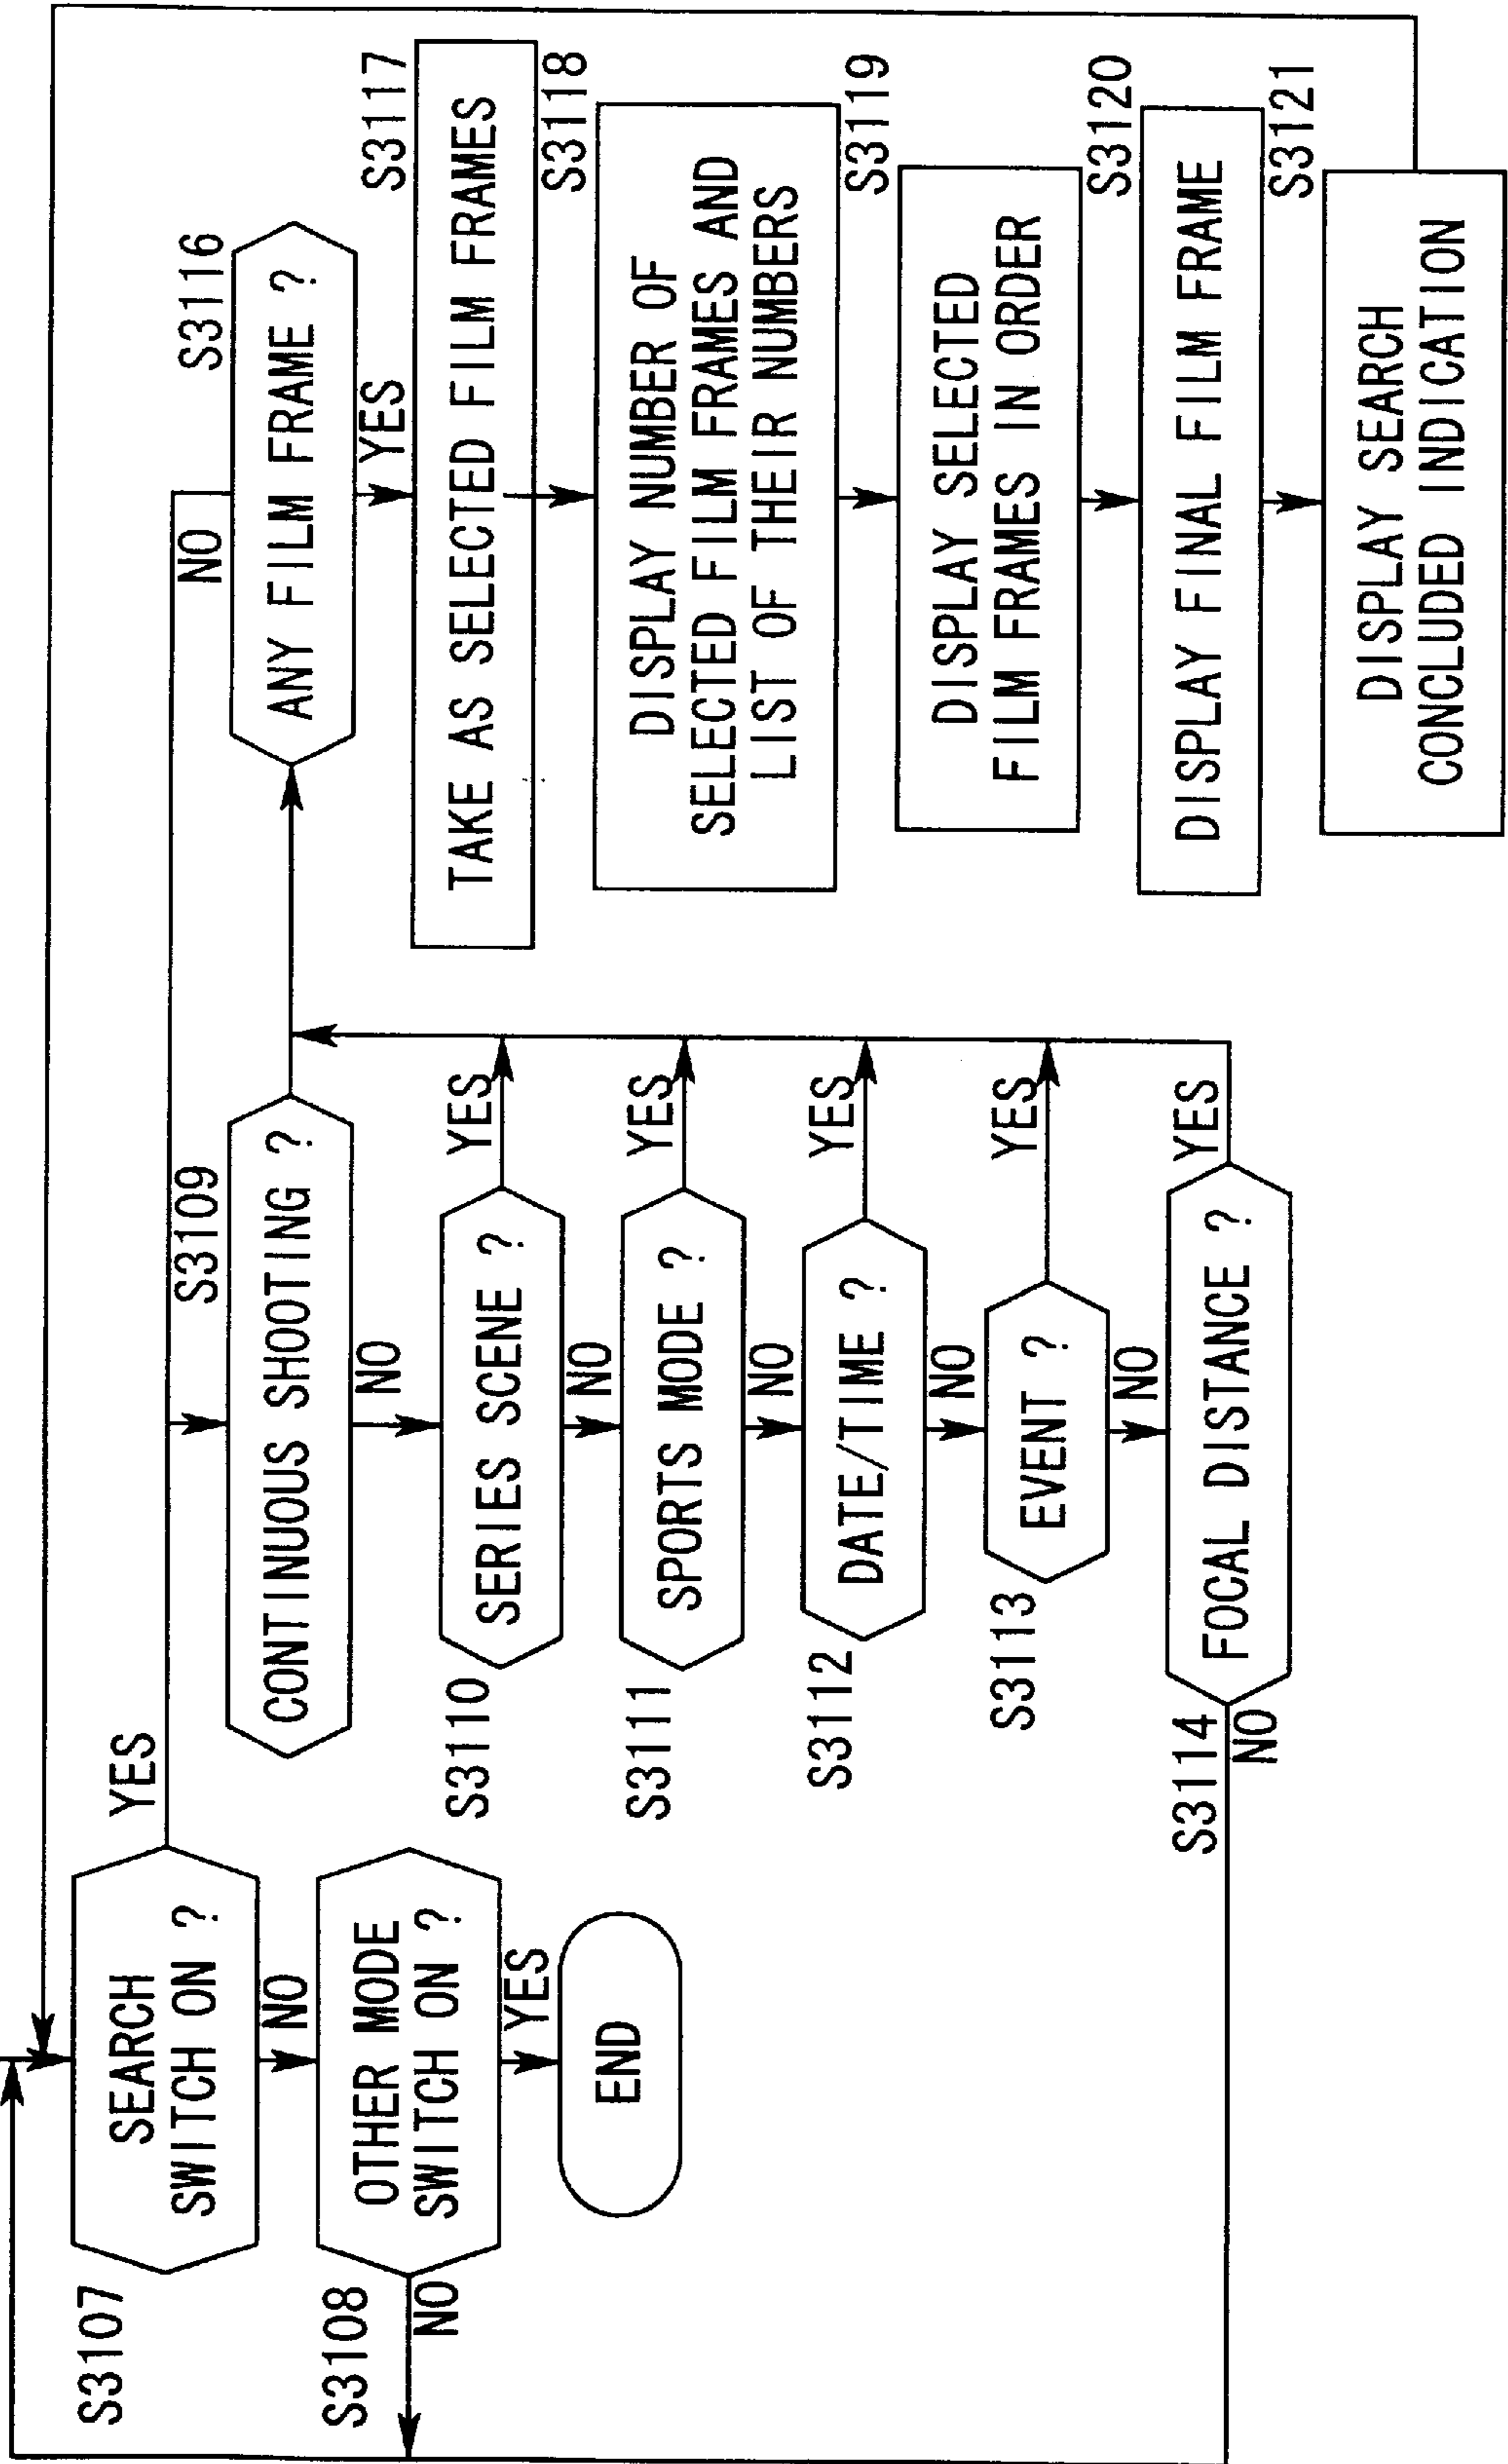 S3107
SEARCH
SWITCH ON ?
YES
NO
S3108
OTHER MODE
SWITCH ON ?
NO
YES
END
S3109
CONTINUOUS SHOOTING ?
NO
S3110
SERIES SCENE ?
YES
NO
S3111
SPORTS MODE ?
YES
NO
S3112
DATE/TIME ?
YES
NO
S3113
EVENT ?
YES
NO
S3114
FOCAL DISTANCE ?
YES
NO
S3116
ANY FILM FRAME ?
NO
YES
S3117
TAKE AS SELECTED FILM FRAMES
S3118
DISPLAY NUMBER OF
SELECTED FILM FRAMES AND
LIST OF THEIR NUMBERS
S3119
DISPLAY SELECTED
FILM FRAMES IN ORDER
S3120
DISPLAY FINAL FILM FRAME
S3121
DISPLAY SEARCH
CONCLUDED INDICATION